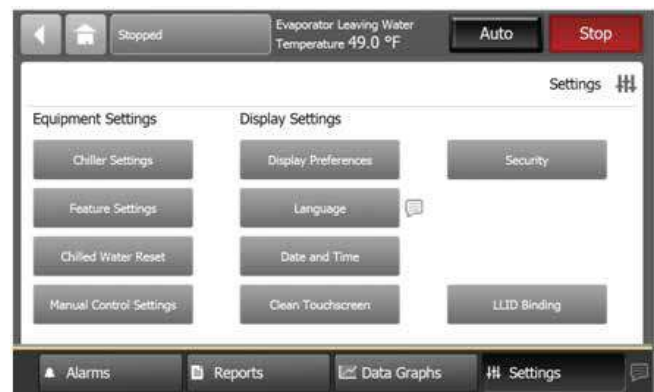 Stopped
Evaporator Leaving Water
Temperature 49.0 °F
Auto
Stop
Settings
Equipment Settings
Display Settings
Chiller Settings
Display Preferences
Security
Feature Settings
Language
Chilled Water Reset
Date and Time
Manual Control Settings
Clean Touchscreen
LLID Binding
Alarms
Reports
Data Graphs
Settings